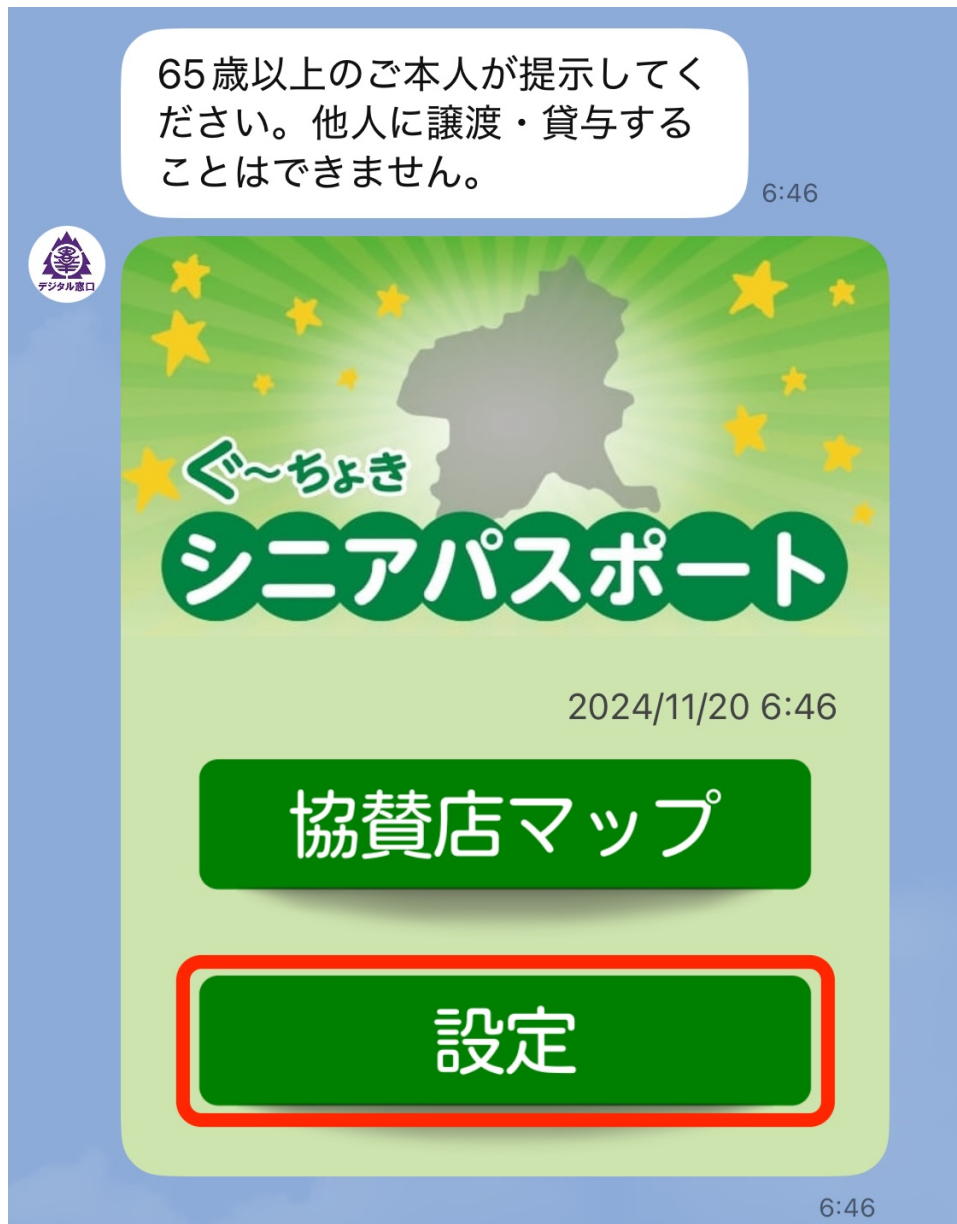 65歳以上のご本人が提示してく
ださい。他人に譲渡・貸与する
ことはできません。
6:46
デジタル窓口
ぐ～ちょき
シニアパスポート
2024/11/20 6:46
協賛店マップ
設定
6:46